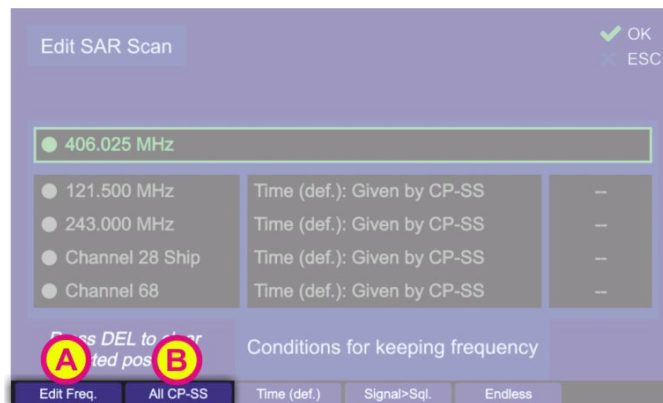 Edit SAR Scan
OK
ESC
406.025 MHz
121.500 MHz Time (def.): Given by CP-SS --
243.000 MHz Time (def.): Given by CP-SS --
Channel 28 Ship Time (def.): Given by CP-SS --
Channel 68 Time (def.): Given by CP-SS --
DEL to
Conditions for keeping frequency
A B
Edit Freq. All CP-SS Time (def.) Signal>Sql. Endless